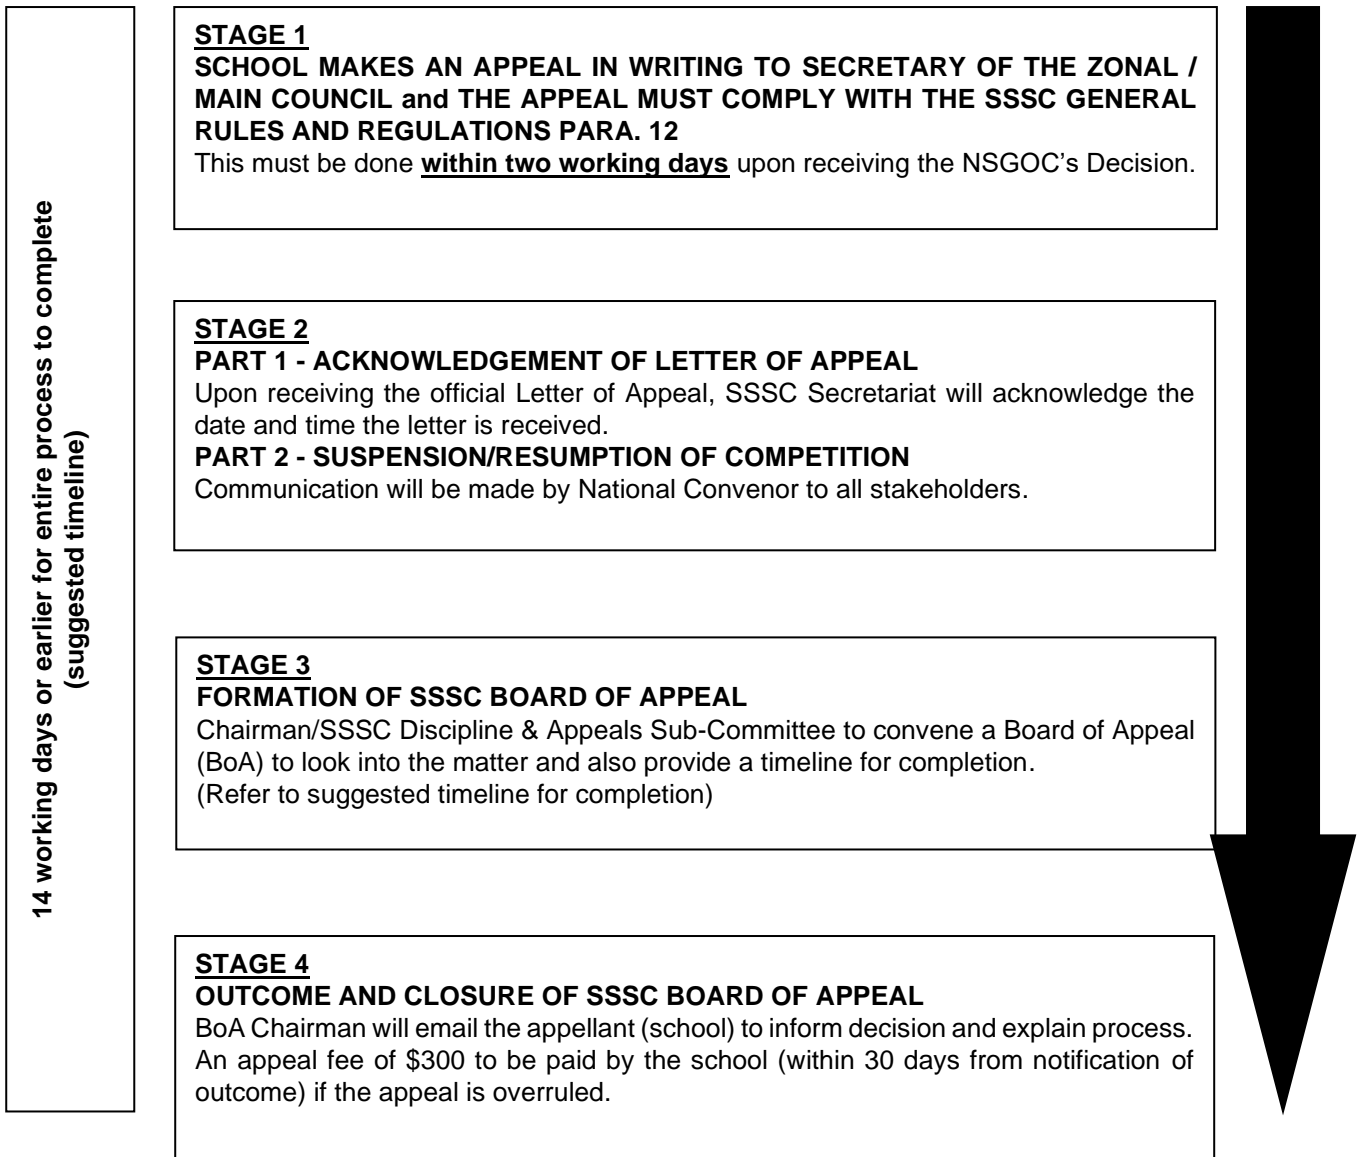 14 working days or earlier for entire process to complete
(suggested timeline)
STAGE 1
SCHOOL MAKES AN APPEAL IN WRITING TO SECRETARY OF THE ZONAL /
MAIN COUNCIL and THE APPEAL MUST COMPLY WITH THE SSSC GENERAL
RULES AND REGULATIONS PARA. 12
This must be done within two working days upon receiving the NSGOC’s Decision.
STAGE 2
PART 1 - ACKNOWLEDGEMENT OF LETTER OF APPEAL
Upon receiving the official Letter of Appeal, SSSC Secretariat will acknowledge the
date and time the letter is received.
PART 2 - SUSPENSION/RESUMPTION OF COMPETITION
Communication will be made by National Convenor to all stakeholders.
STAGE 3
FORMATION OF SSSC BOARD OF APPEAL
Chairman/SSSC Discipline & Appeals Sub-Committee to convene a Board of Appeal
(BoA) to look into the matter and also provide a timeline for completion.
(Refer to suggested timeline for completion)
STAGE 4
OUTCOME AND CLOSURE OF SSSC BOARD OF APPEAL
BoA Chairman will email the appellant (school) to inform decision and explain process.
An appeal fee of $300 to be paid by the school (within 30 days from notification of
outcome) if the appeal is overruled.